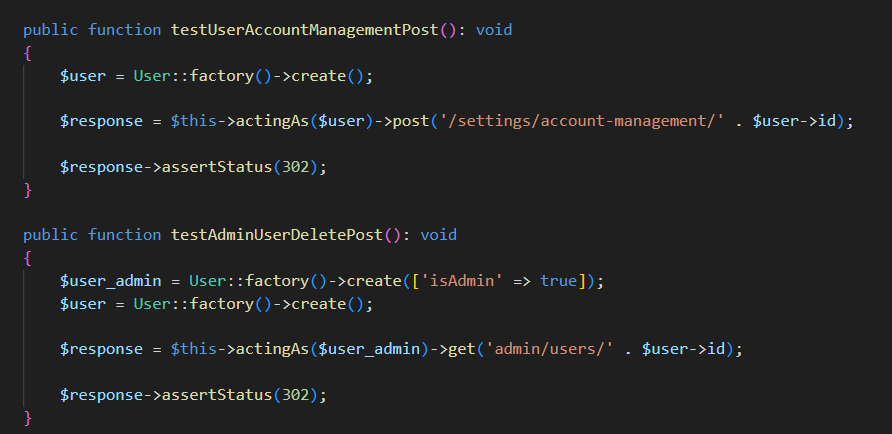 public function testUserAccountManagementPost(): void
{
    $user = User::factory()->create();

    $response = $this->actingAs($user)->post('/settings/account-management/' . $user->id);

    $response->assertStatus(302);
}

public function testAdminUserDeletePost(): void
{
    $user_admin = User::factory()->create(['isAdmin' => true]);
    $user = User::factory()->create();

    $response = $this->actingAs($user_admin)->get('admin/users/' . $user->id);

    $response->assertStatus(302);
}